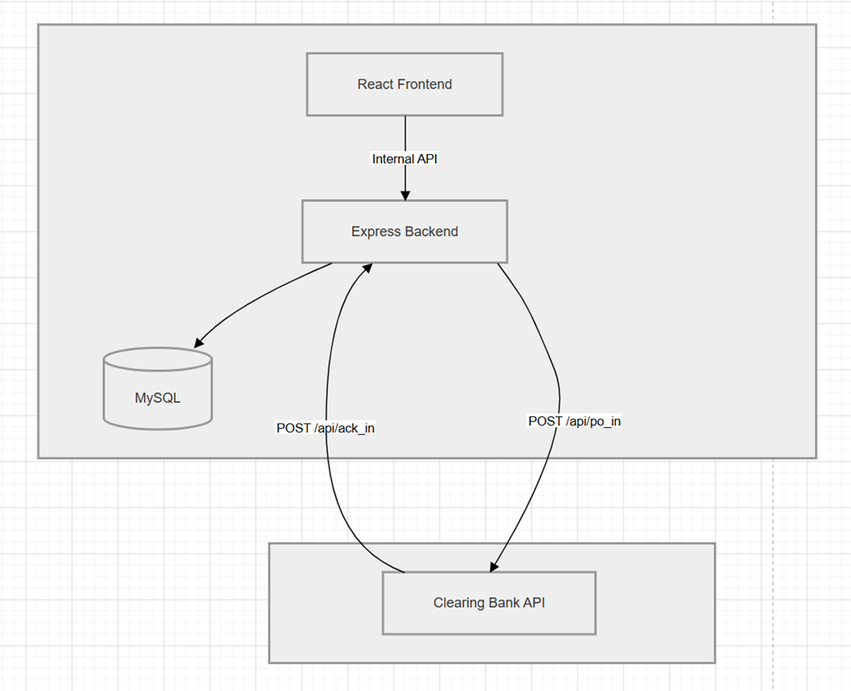 React Frontend
Internal API
Express Backend
MySQL
POST /api/ack_in
POST /api/po_in
Clearing Bank API